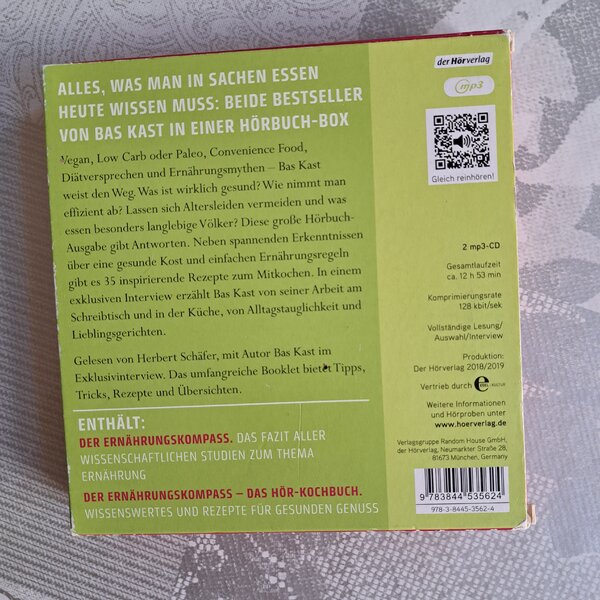 ALLES, WAS MAN IN SACHEN ESSEN
HEUTE WISSEN MUSS: BEIDE BESTSELLER
VON BAS KAST IN EINER HÖRBUCH-BOX
Vegan, Low Carb oder Paleo, Convenience Food,
Diätversprechen und Ernährungsmythen – Bas Kast
weist den Weg. Was ist wirklich gesund? Wie nimmt man
effizient ab? Lassen sich Altersleiden vermeiden und was
essen besonders langlebige Völker? Diese große Hörbuch-
Ausgabe gibt Antworten. Neben spannenden Erkenntnissen
über eine gesunde Kost und einfachen Ernährungsregeln
gibt es 35 inspirierende Rezepte zum Mitkochen. In einem
exklusiven Interview erzählt Bas Kast von seiner Arbeit am
Schreibtisch und in der Küche, von Alltagstauglichkeit und
Lieblingsgerichten.
Gelesen von Herbert Schäfer, mit Autor Bas Kast im
Exklusivinterview. Das umfangreiche Booklet bietet Tipps,
Tricks, Rezepte und Übersichten.
ENTHÄLT:
DER ERNÄHRUNGSKOMPASS. DAS FAZIT ALLER
WISSENSCHAFTLICHEN STUDIEN ZUM THEMA
ERNÄHRUNG
DER ERNÄHRUNGSKOMPASS – DAS HÖR-KOCHBUCH.
WISSENSWERTES UND REZEPTE FÜR GESUNDEN GENUSS
der Hörverlag
mp3
Gleich reinhören!
2 mp3-CD
Gesamtlaufzeit
ca. 12 h 53 min
Komprimierungsrate
128 kbit/sek
Vollständige Lesung/
Auswahl/Interview
Produktion:
Der Hörverlag 2018/2019
Vertrieb durch EDEL KULTUR
Weitere Informationen
und Hörproben unter
www.hoerverlag.de
Verlagsgruppe Random House GmbH,
der Hörverlag, Neumarkter Straße 28,
81673 München, Germany
9 783844 535624
978-3-8445-3562-4